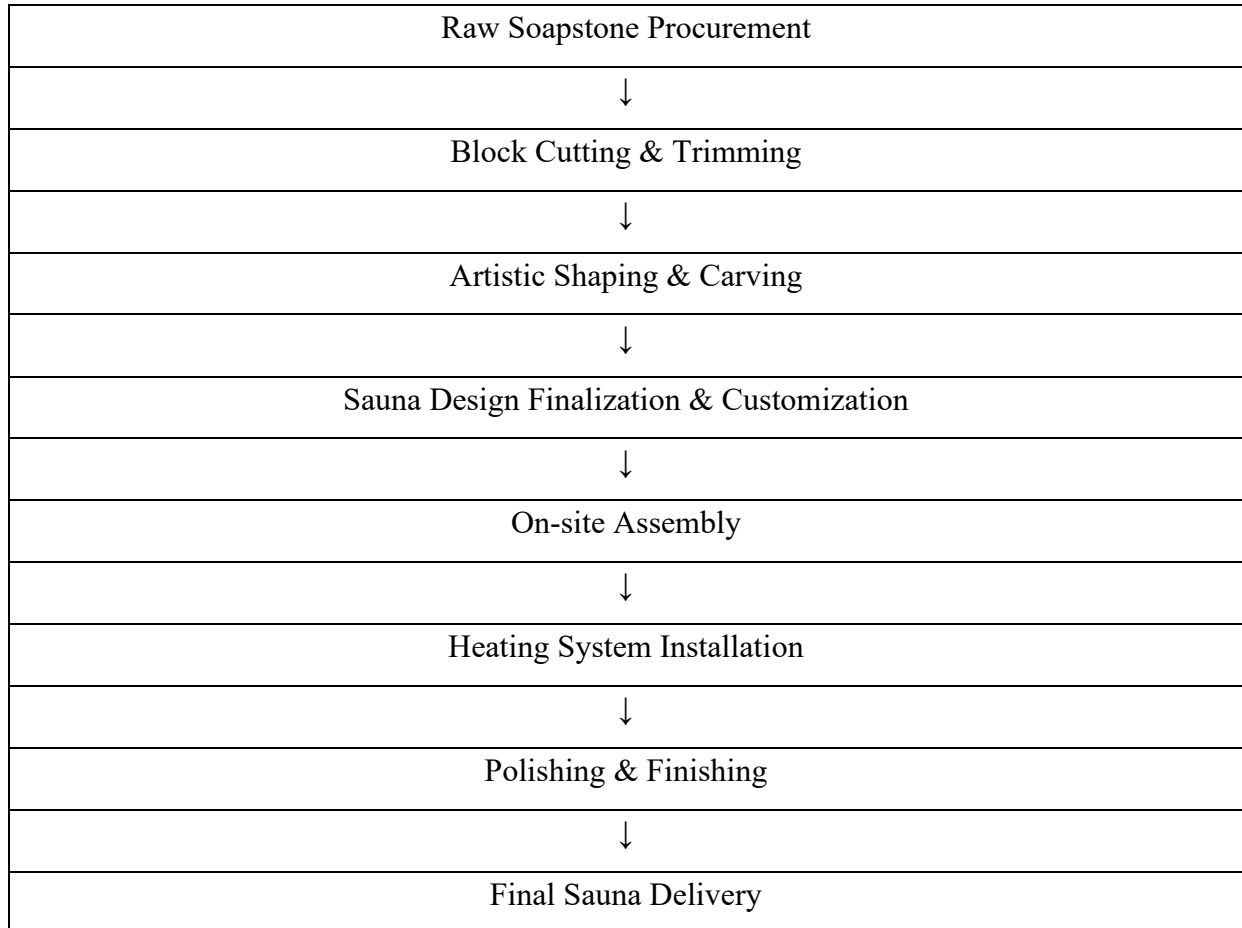 Raw Soapstone Procurement
↓
Block Cutting & Trimming
↓
Artistic Shaping & Carving
↓
Sauna Design Finalization & Customization
↓
On-site Assembly
↓
Heating System Installation
↓
Polishing & Finishing
↓
Final Sauna Delivery